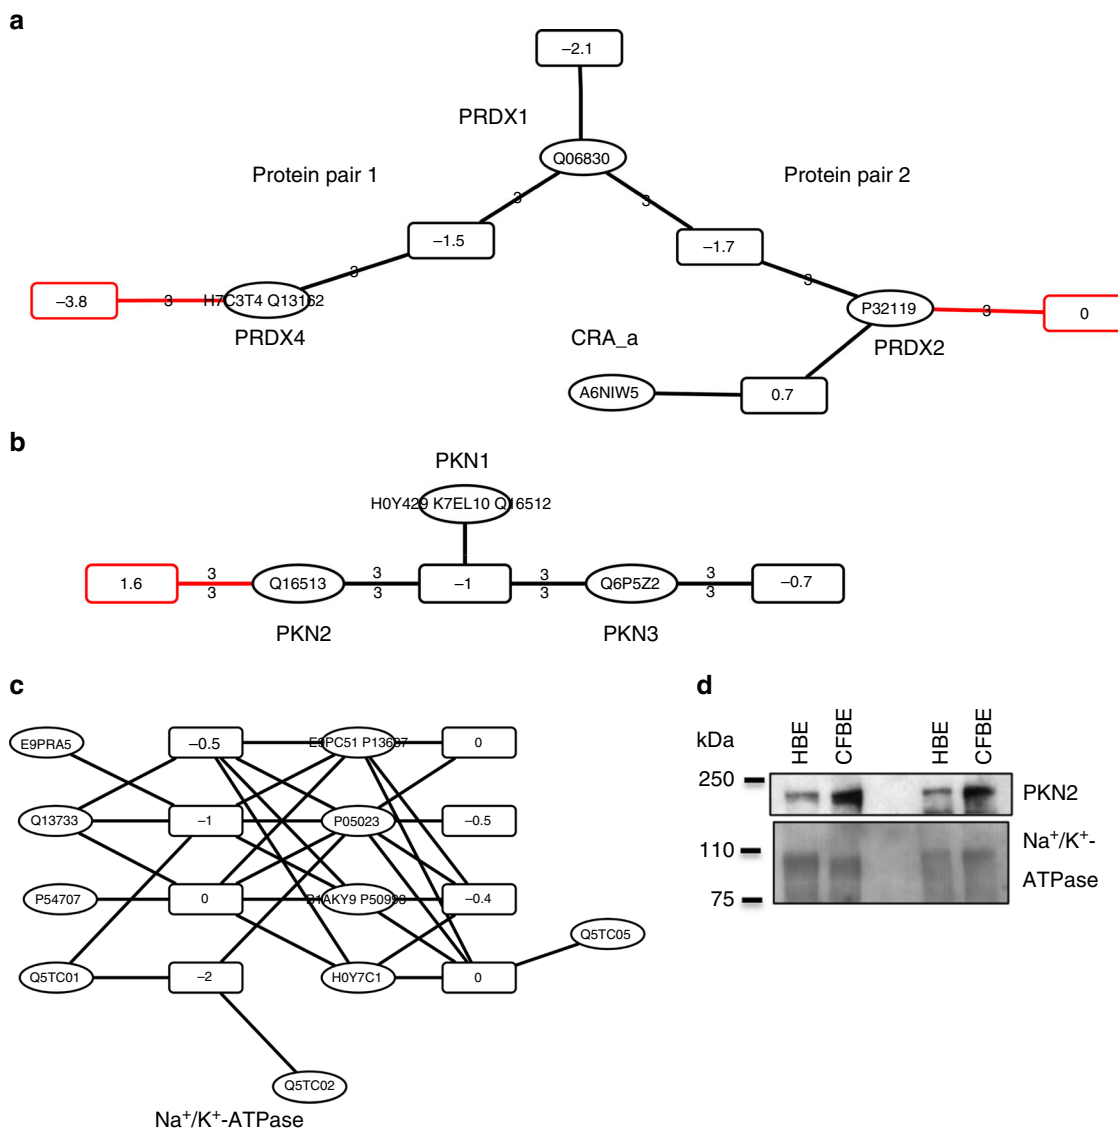 a
−2.1
PRDX1
Q06830
Protein pair 1
Protein pair 2
3
3
−1.5
−1.7
3
3
−3.8
3
H7C3T4 Q13162
P32119
3
0
PRDX4
CRA_a
PRDX2
A6NIW5
0.7
b
PKN1
H0Y429 K7EL10 Q16512
1.6
3
3
Q16513
3
3
−1
3
3
Q6P5Z2
3
3
−0.7
PKN2
PKN3
c
E9PRA5
−0.5
E9PC51 P13637
0
Q13733
−1
P05023
−0.5
P54707
0
B1AKY9 P50993
−0.4
Q5TC05
Q5TC01
−2
H0Y7C1
0
Q5TC02
Na⁺/K⁺-ATPase
d
kDa
HBE
CFBE
HBE
CFBE
250
PKN2
110
75
Na⁺/K⁺-
ATPase